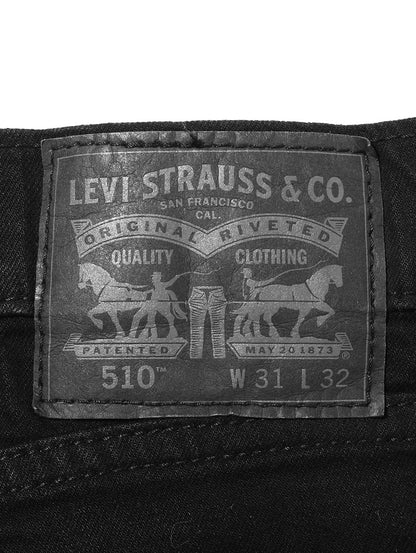 LEVI STRAUSS & CO.
SAN FRANCISCO
CAL.
ORIGINAL RIVETED
QUALITY CLOTHING
PATENTED MAY 20 1873 ®
510™ W 31 L 32